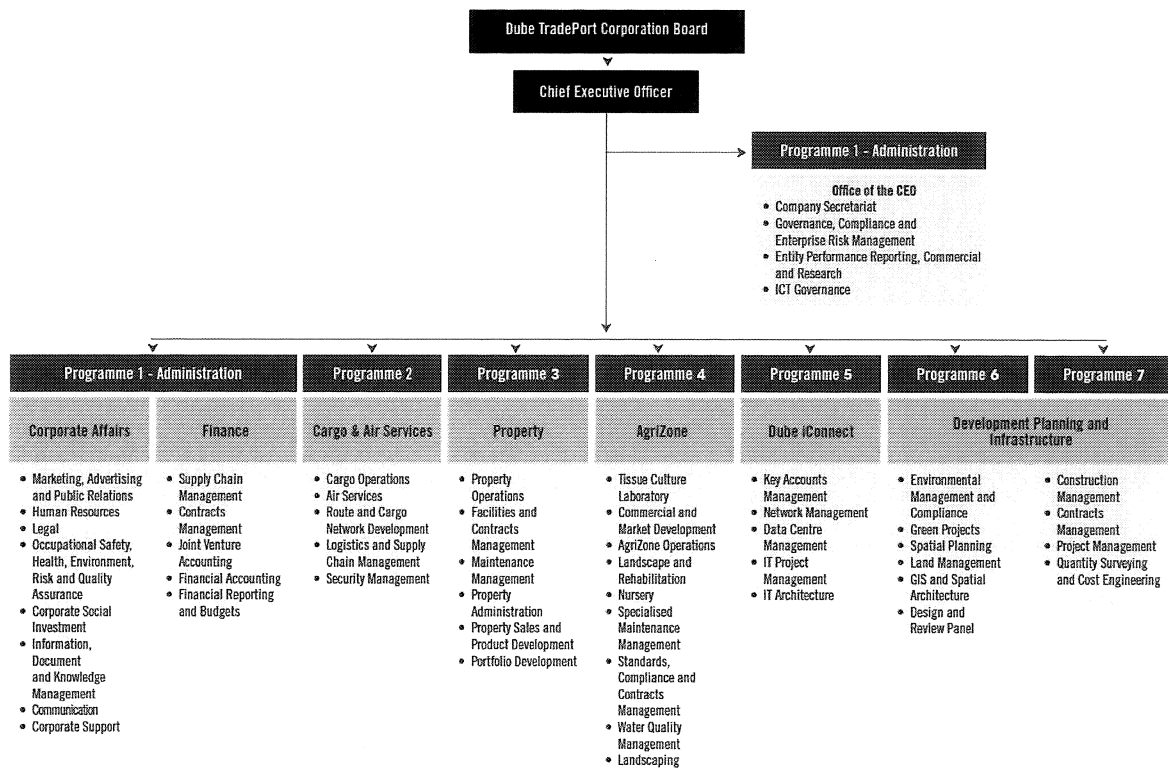 Dube TradePort Corporation Board
Chief Executive Officer
Programme 1 - Administration
Office of the CEO
• Company Secretariat
• Governance, Compliance and
Enterprise Risk Management
• Entity Performance Reporting, Commercial
and Research
• ICT Governance
Programme 1 - Administration
Corporate Affairs
• Marketing, Advertising
and Public Relations
• Human Resources
• Legal
• Occupational Safety,
Health, Environment,
Risk and Quality
Assurance
• Corporate Social
Investment
• Information,
Document
and Knowledge
Management
• Communication
• Corporate Support
Finance
• Supply Chain
Management
• Contracts
Management
• Joint Venture
Accounting
• Financial Accounting
• Financial Reporting
and Budgets
Programme 2
Cargo & Air Services
• Cargo Operations
• Air Services
• Route and Cargo
Network Development
• Logistics and Supply
Chain Management
• Security Management
Programme 3
Property
• Property
Operations
• Facilities and
Contracts
Management
• Maintenance
Management
• Property
Administration
• Property Sales and
Product Development
• Portfolio Development
Programme 4
AgriZone
• Tissue Culture
Laboratory
• Commercial and
Market Development
• AgriZone Operations
• Landscape and
Rehabilitation
• Nursery
• Specialised
Maintenance
Management
• Standards,
Compliance and
Contracts
Management
• Water Quality
Management
• Landscaping
Programme 5
Dube iConnect
• Key Accounts
Management
• Network Management
• Data Centre
Management
• IT Project
Management
• IT Architecture
Programme 6
Programme 7
Development Planning and
Infrastructure
• Environmental
Management and
Compliance
• Green Projects
• Spatial Planning
• Land Management
• GIS and Spatial
Architecture
• Design and
Review Panel
• Construction
Management
• Contracts
Management
• Project Management
• Quantity Surveying
and Cost Engineering